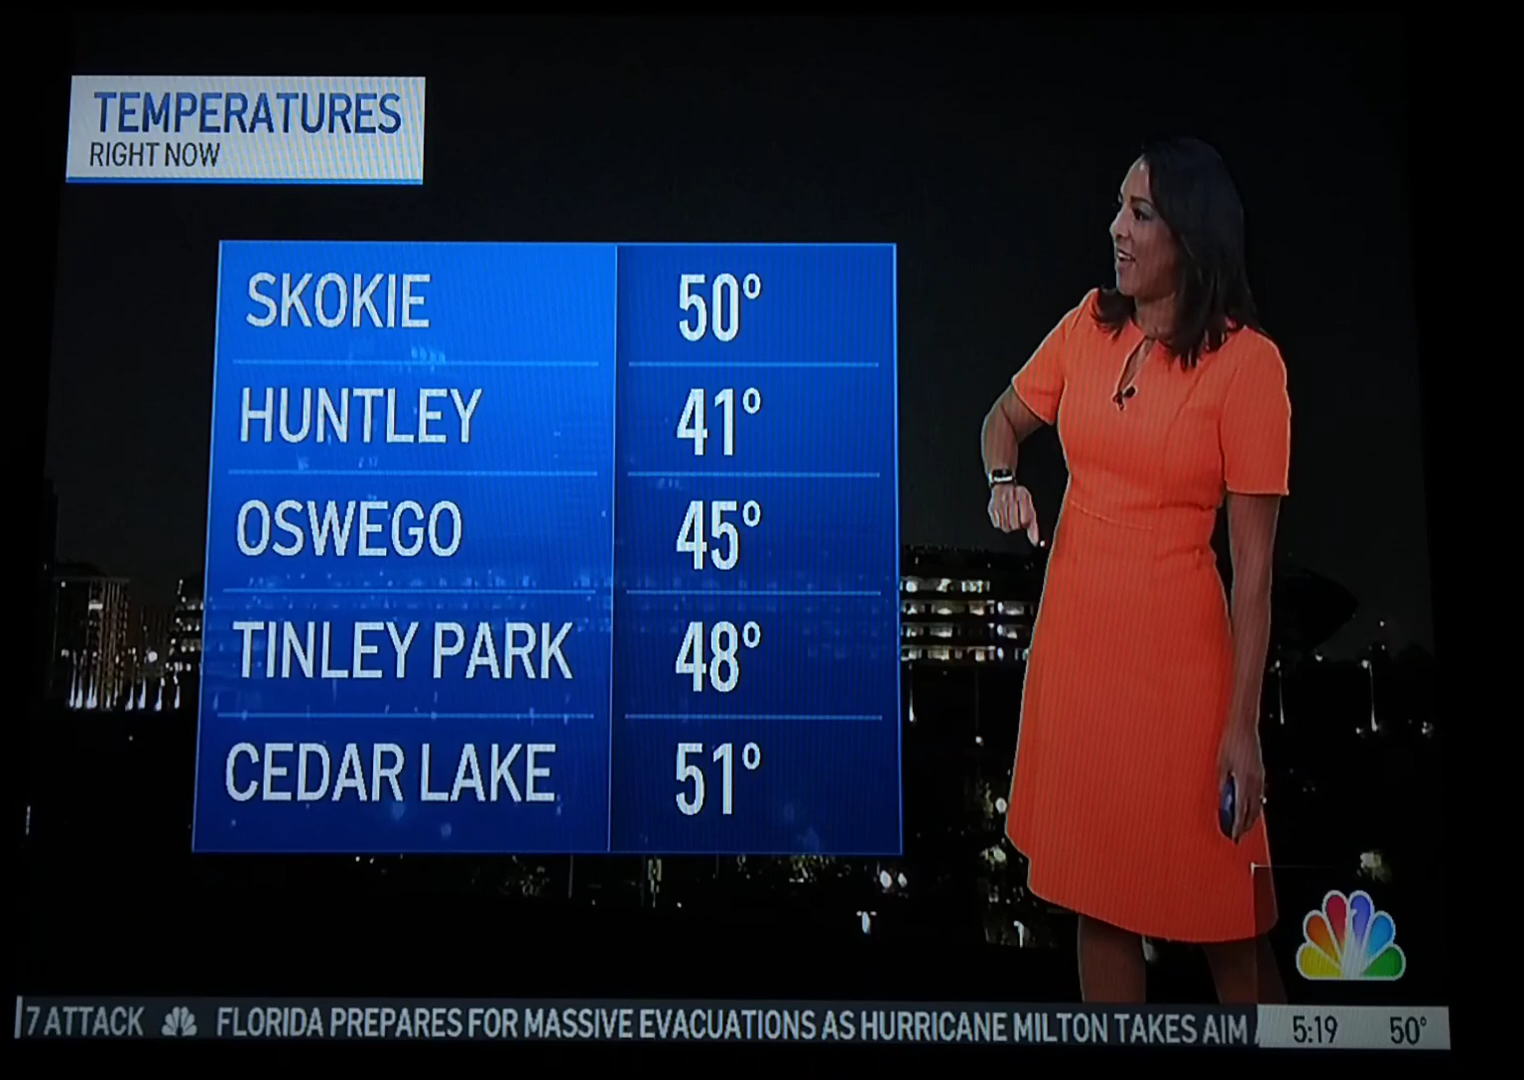 TEMPERATURES
RIGHT NOW
SKOKIE 50°
HUNTLEY 41°
OSWEGO 45°
TINLEY PARK 48°
CEDAR LAKE 51°
7 ATTACK FLORIDA PREPARES FOR MASSIVE EVACUATIONS AS HURRICANE MILTON TAKES AIM 5:19 50°